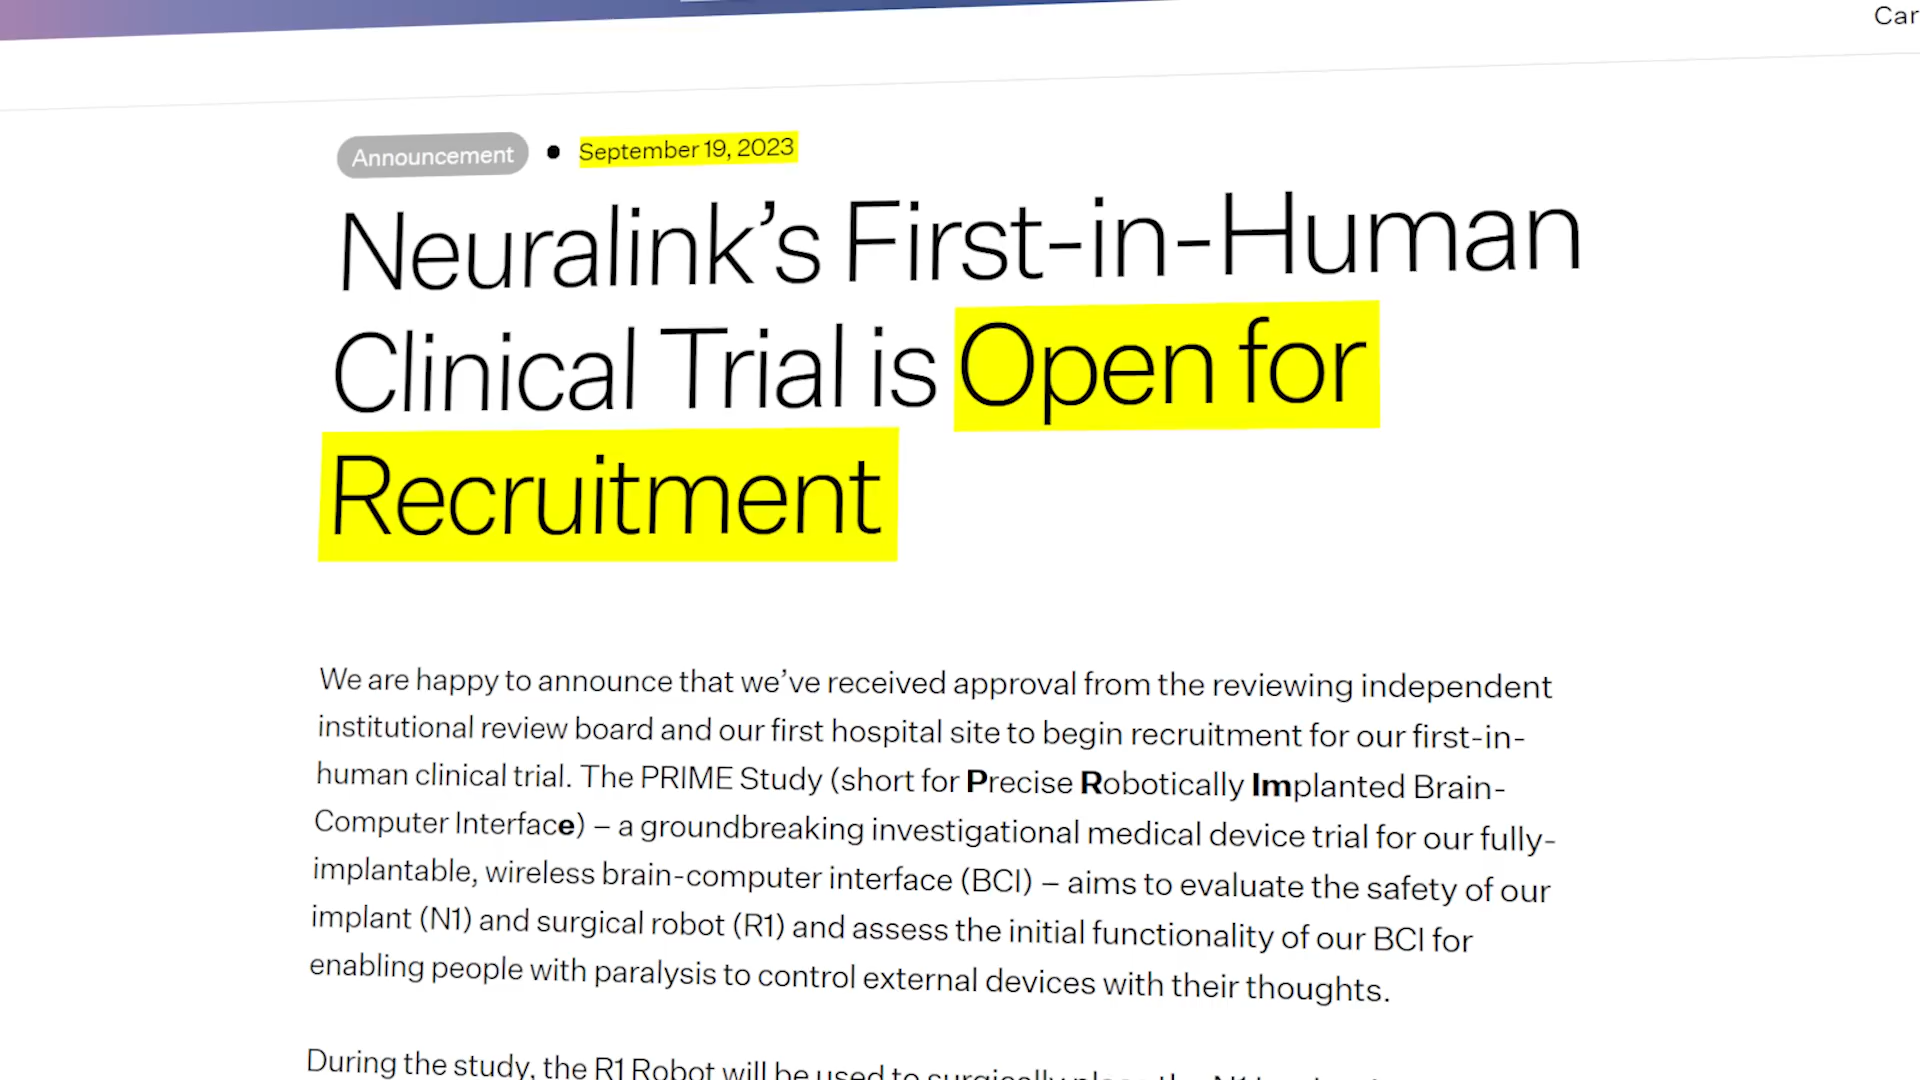 Car
Announcement • September 19, 2023
Neuralink’s First-in-Human
Clinical Trial is Open for
Recruitment
We are happy to announce that we’ve received approval from the reviewing independent
institutional review board and our first hospital site to begin recruitment for our first-in-
human clinical trial. The PRIME Study (short for Precise Robotically Implanted Brain-
Computer Interface) – a groundbreaking investigational medical device trial for our fully-
implantable, wireless brain-computer interface (BCI) – aims to evaluate the safety of our
implant (N1) and surgical robot (R1) and assess the initial functionality of our BCI for
enabling people with paralysis to control external devices with their thoughts.
During the study, the R1 Robot will be used to surgically